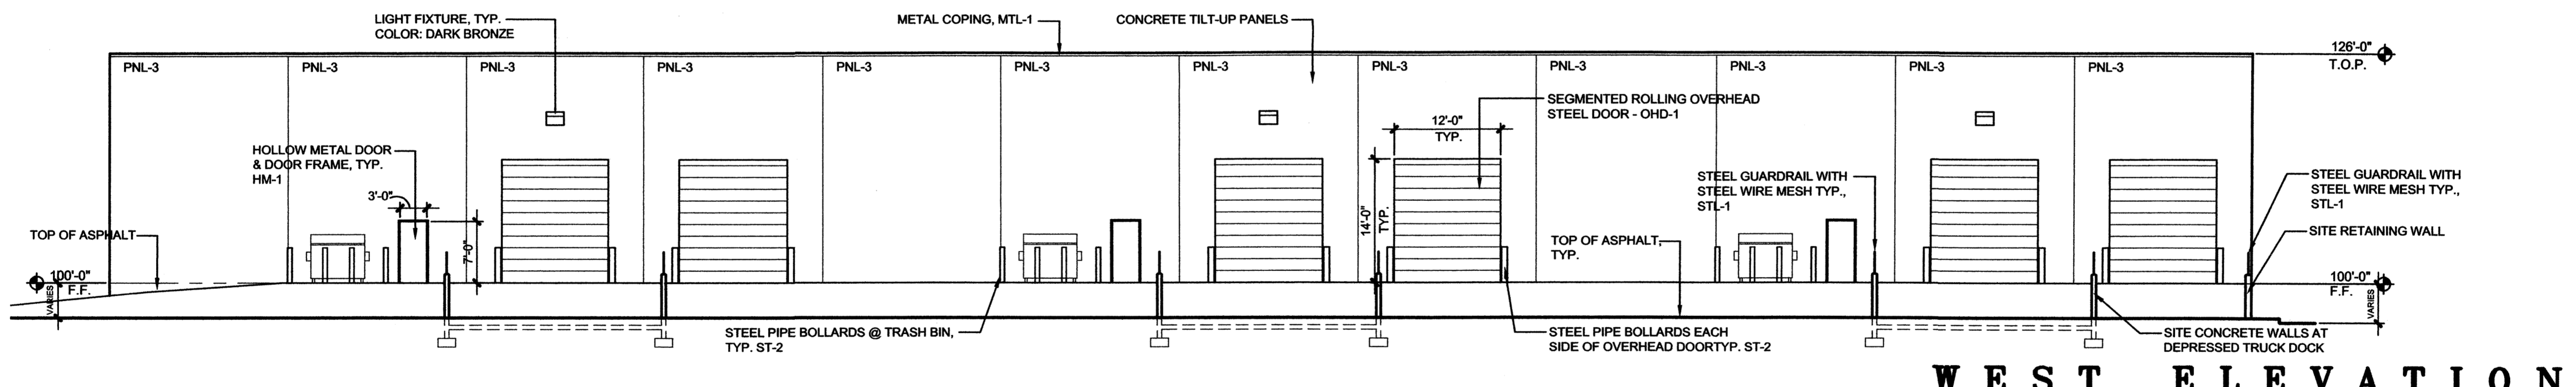 LIGHT FIXTURE, TYP.
COLOR: DARK BRONZE
METAL COPING, MTL-1
CONCRETE TILT-UP PANELS
126'-0"
T.O.P.
PNL-3
PNL-3
PNL-3
PNL-3
PNL-3
PNL-3
PNL-3
PNL-3
PNL-3
PNL-3
PNL-3
PNL-3
SEGMENTED ROLLING OVERHEAD
STEEL DOOR - OHD-1
12'-0"
TYP.
HOLLOW METAL DOOR
& DOOR FRAME, TYP.
HM-1
3'-0"
7'-0"
14'-0"
TYP.
STEEL GUARDRAIL WITH
STEEL WIRE MESH TYP.,
STL-1
STEEL GUARDRAIL WITH
STEEL WIRE MESH TYP.,
STL-1
SITE RETAINING WALL
TOP OF ASPHALT
TOP OF ASPHALT,
TYP.
100'-0"
F.F.
VARIES
100'-0"
F.F.
VARIES
STEEL PIPE BOLLARDS @ TRASH BIN,
TYP. ST-2
STEEL PIPE BOLLARDS EACH
SIDE OF OVERHEAD DOORTYP. ST-2
SITE CONCRETE WALLS AT
DEPRESSED TRUCK DOCK
WEST ELEVATION